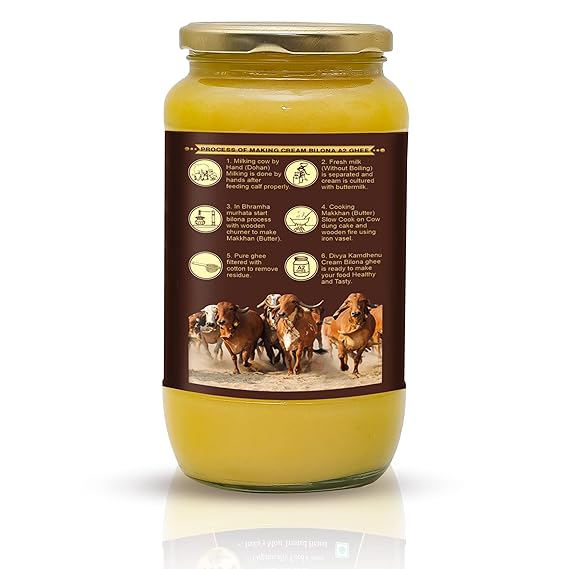 PROCESS OF MAKING CREAM BILONA A2 GHEE
1. Milking cow by
Hand (Dohan)
Milking is done by
hands after
feeding calf properly.
2. Fresh milk
(Without Boiling)
is separated and
cream is cultured
with buttermilk.
3. In Bhramha
murhata start
bilona process
with wooden
churner to make
Makkhan (Butter).
4. Cooking
Makkhan (Butter)
Slow Cook on Cow
dung cake and
wooden fire using
iron vasel.
5. Pure ghee
filtered with
cotton to remove
residue.
A2
6. Divya Kamdhenu
Cream Bilona ghee
is ready to make
your food Healthy
and Tasty.